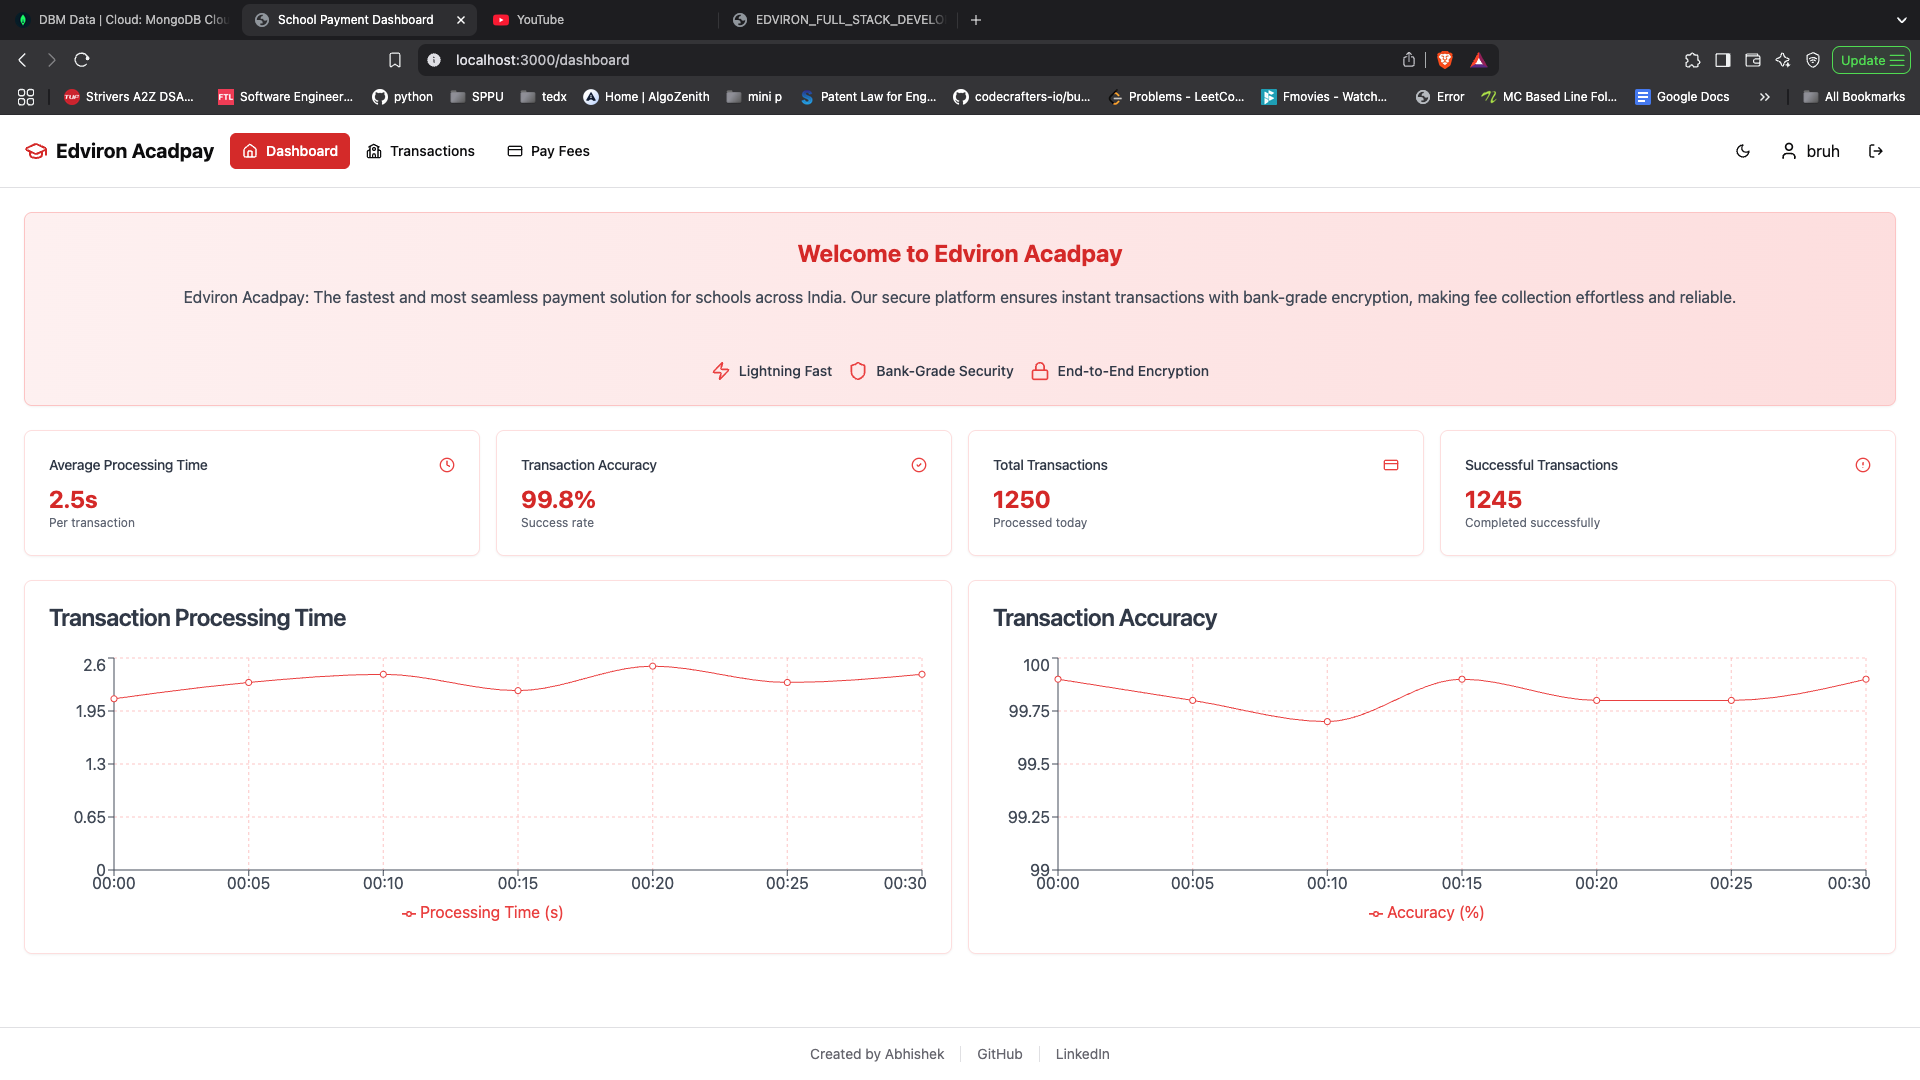 DBM Data | Cloud: MongoDB Clou
School Payment Dashboard
YouTube
EDVIRON_FULL_STACK_DEVELO
localhost:3000/dashboard
Update
Strivers A2Z DSA...
Software Engineer...
python
SPPU
tedx
Home | AlgoZenith
mini p
Patent Law for Eng...
codecrafters-io/bu...
Problems - LeetCo...
Fmovies - Watch...
Error
MC Based Line Fol...
Google Docs
All Bookmarks
Edviron Acadpay
Dashboard
Transactions
Pay Fees
bruh
Welcome to Edviron Acadpay
Edviron Acadpay: The fastest and most seamless payment solution for schools across India. Our secure platform ensures instant transactions with bank-grade encryption, making fee collection effortless and reliable.
Lightning Fast
Bank-Grade Security
End-to-End Encryption
Average Processing Time
2.5s
Per transaction
Transaction Accuracy
99.8%
Success rate
Total Transactions
1250
Processed today
Successful Transactions
1245
Completed successfully
Transaction Processing Time
2.6
1.95
1.3
0.65
0
00:00 00:05 00:10 00:15 00:20 00:25 00:30
Processing Time (s)
Transaction Accuracy
100
99.75
99.5
99.25
99
00:00 00:05 00:10 00:15 00:20 00:25 00:30
Accuracy (%)
Created by Abhishek
GitHub
LinkedIn